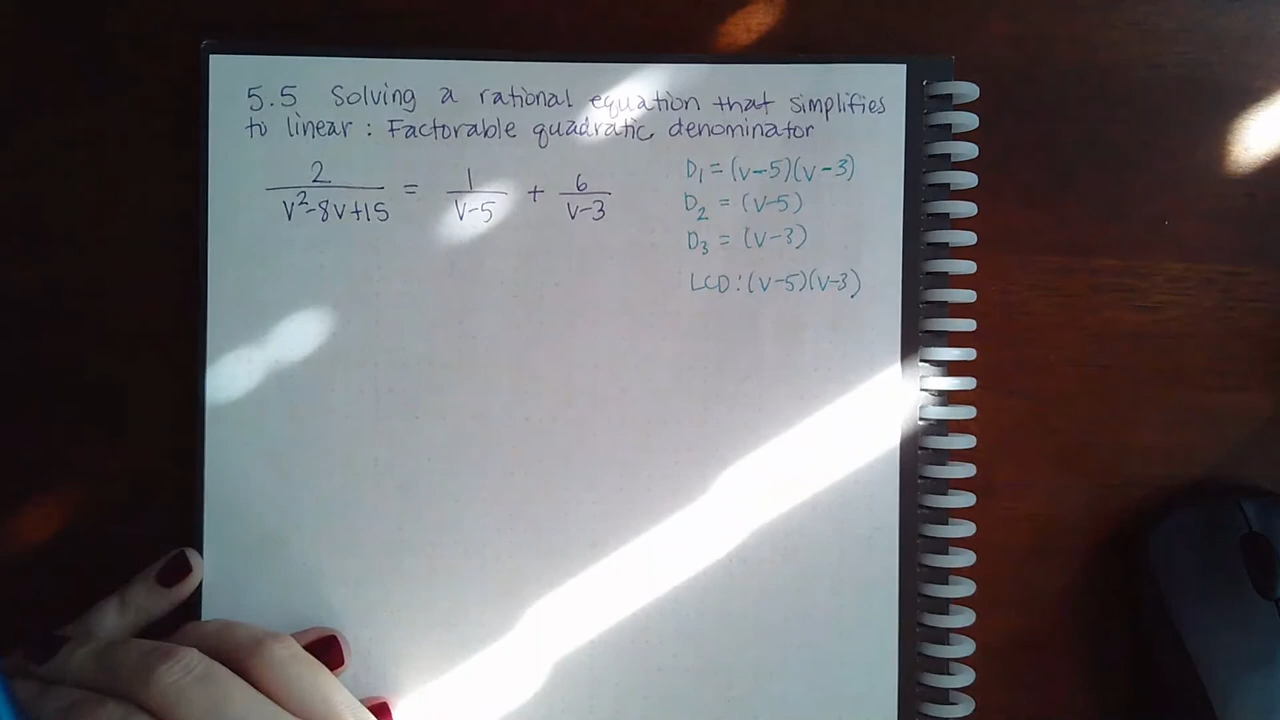 5.5 Solving a rational equation that simplifies
to linear : Factorable quadratic denominator
2/(v²-8v+15) = 1/(v-5) + 6/(v-3)
D₁ = (v-5)(v-3)
D₂ = (v-5)
D₃ = (v-3)
LCD : (v-5)(v-3)